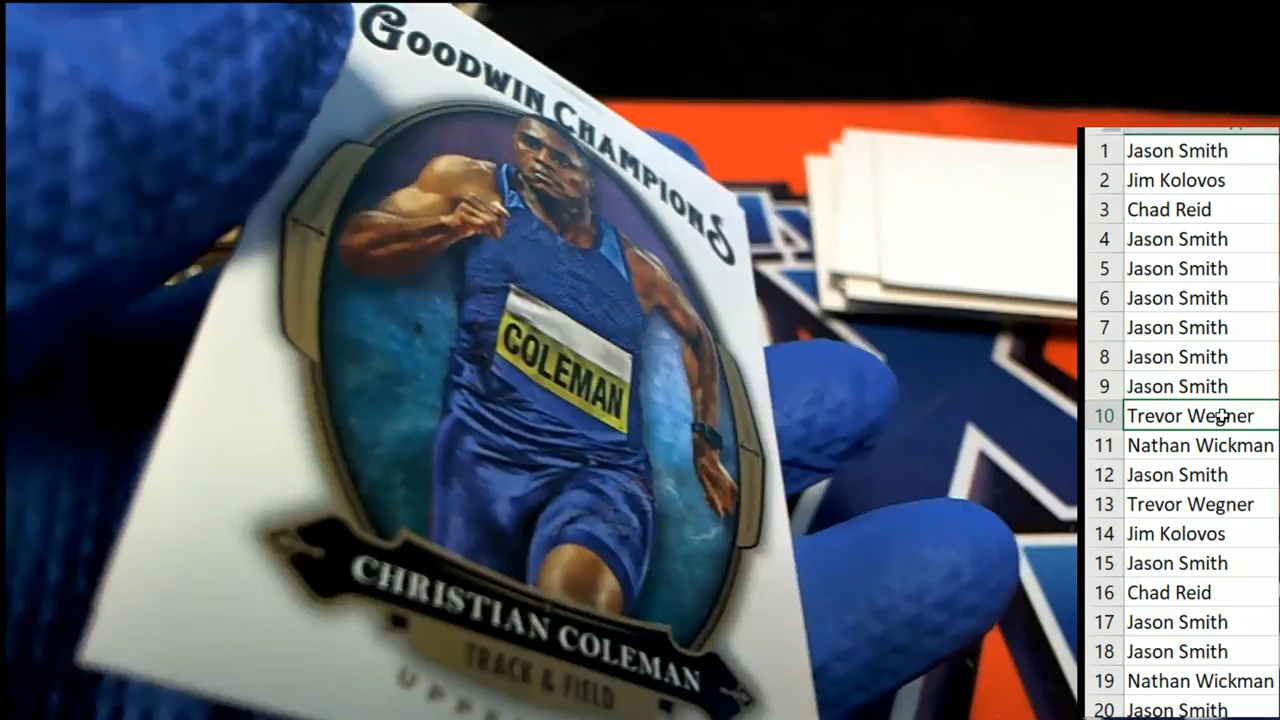 GOODWIN CHAMPIONS
COLEMAN
CHRISTIAN COLEMAN
TRACK & FIELD
1 Jason Smith
2 Jim Kolovos
3 Chad Reid
4 Jason Smith
5 Jason Smith
6 Jason Smith
7 Jason Smith
8 Jason Smith
9 Jason Smith
10 Trevor Wegner
11 Nathan Wickman
12 Jason Smith
13 Trevor Wegner
14 Jim Kolovos
15 Jason Smith
16 Chad Reid
17 Jason Smith
18 Jason Smith
19 Nathan Wickman
20 Jason Smith